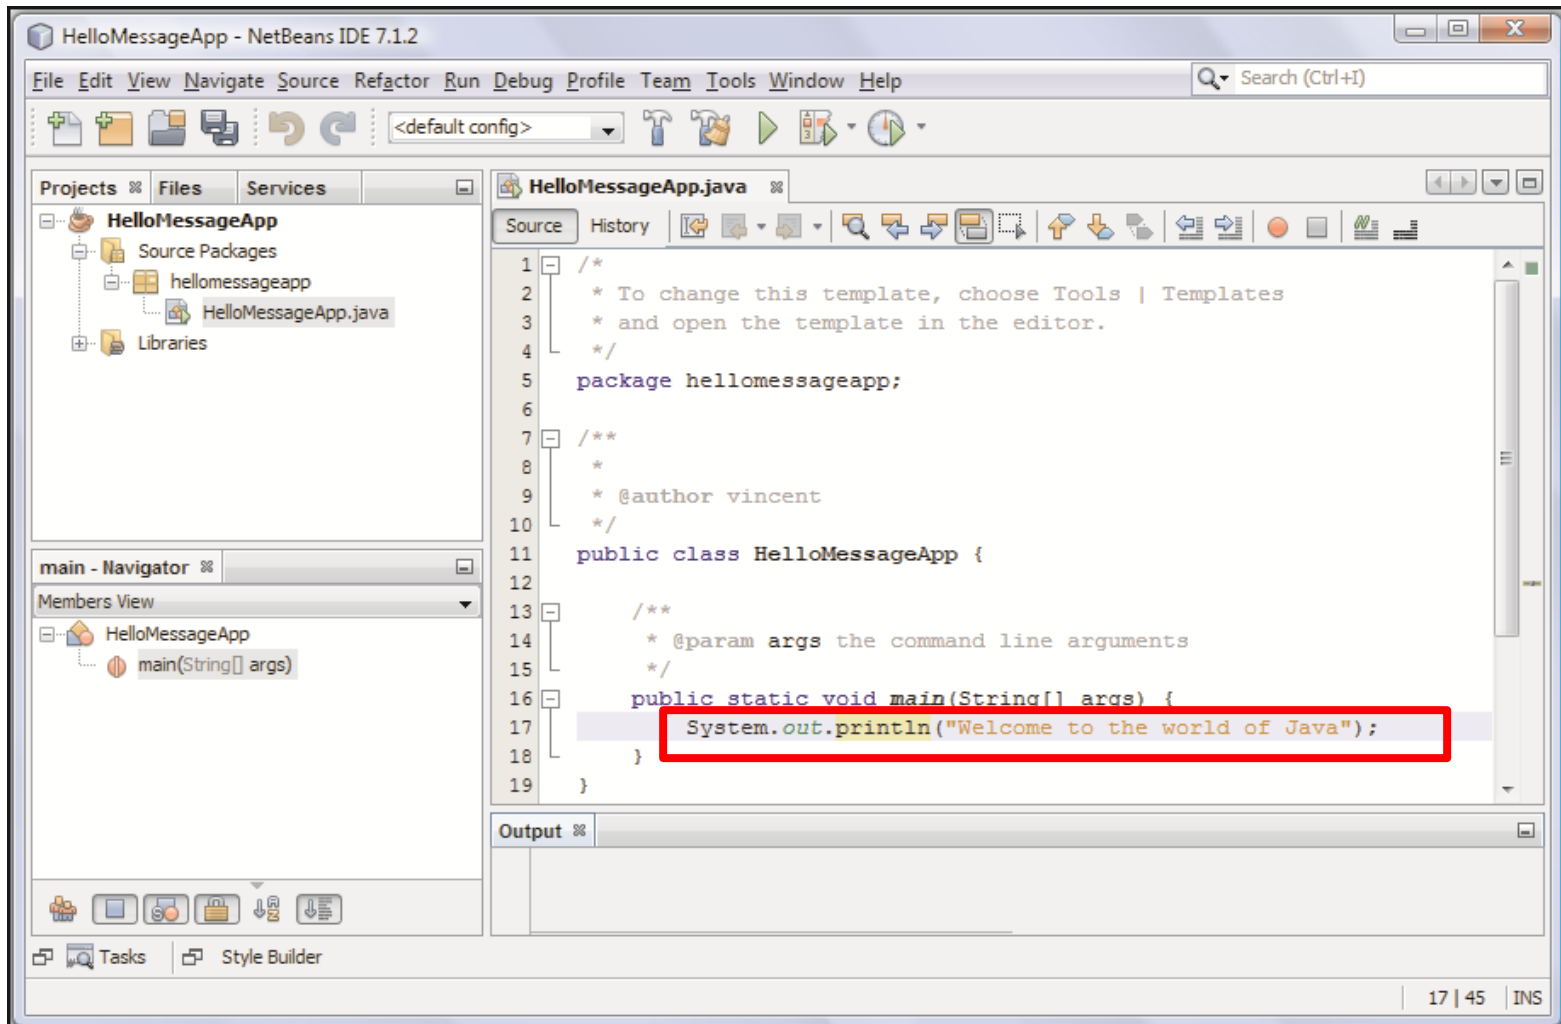 HelloMessageApp - NetBeans IDE 7.1.2
File Edit View Navigate Source Refactor Run Debug Profile Team Tools Window Help
Search (Ctrl+I)
<default config>
Projects Files Services
HelloMessageApp
Source Packages
hellomessageapp
HelloMessageApp.java
Libraries
main - Navigator
Members View
HelloMessageApp
main(String[] args)
HelloMessageApp.java
Source History
1 /*
2 * To change this template, choose Tools | Templates
3 * and open the template in the editor.
4 */
5 package hellomessageapp;
6
7 /**
8 *
9 * @author vincent
10 */
11 public class HelloMessageApp {
12
13 /**
14 * @param args the command line arguments
15 */
16 public static void main(String[] args) {
17 System.out.println("Welcome to the world of Java");
18 }
19 }
Output
Tasks Style Builder
17 | 45 INS